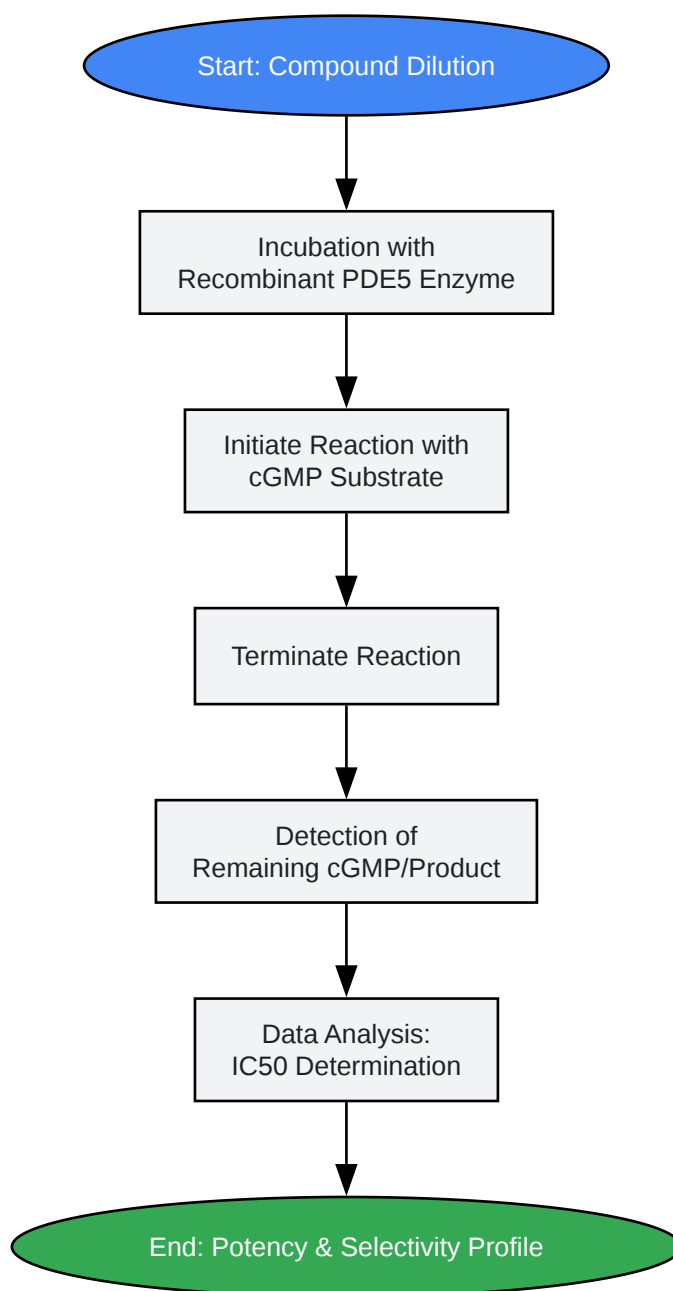 Start: Compound Dilution
Incubation with
Recombinant PDE5 Enzyme
Initiate Reaction with
cGMP Substrate
Terminate Reaction
Detection of
Remaining cGMP/Product
Data Analysis:
IC50 Determination
End: Potency & Selectivity Profile